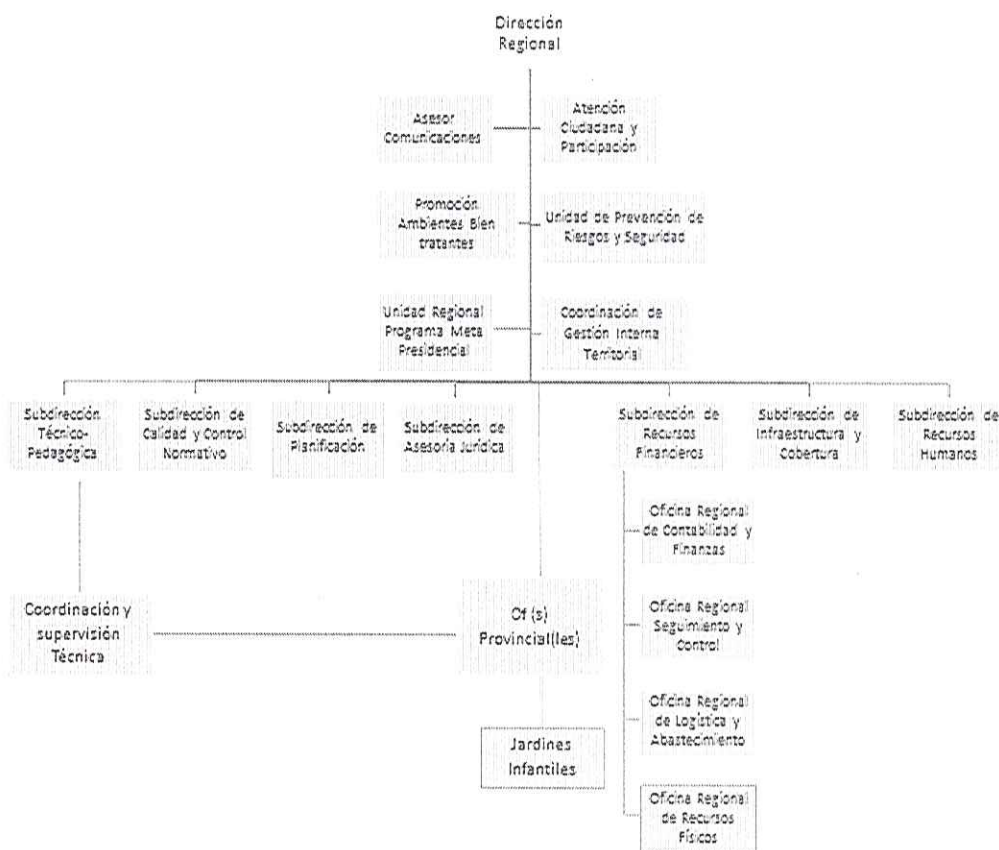 Dirección
Regional
Asesor
Comunicaciones
Atención
Ciudadana y
Participación
Promoción
Ambientes Bien
tratantes
Unidad de Prevención de
Riesgos y Seguridad
Unidad Regional
Programa Meta
Presidencial
Coordinación de
Gestión Interna
Territorial
Subdirección
Técnico-
Pedagógica
Subdirección de
Calidad y Control
Normativo
Subdirección de
Planificación
Subdirección de
Asesoría Jurídica
Subdirección de
Recursos
Financieros
Subdirección de
Infraestructura y
Cobertura
Subdirección de
Recursos
Humanos
Oficina Regional
de Contabilidad y
Finanzas
Coordinación y
supervisión
Técnica
Of (s)
Provincial(les)
Oficina Regional
Seguimiento y
Control
Oficina Regional
de Logística y
Abastecimiento
Jardines
Infantiles
Oficina Regional
de Recursos
Físicos